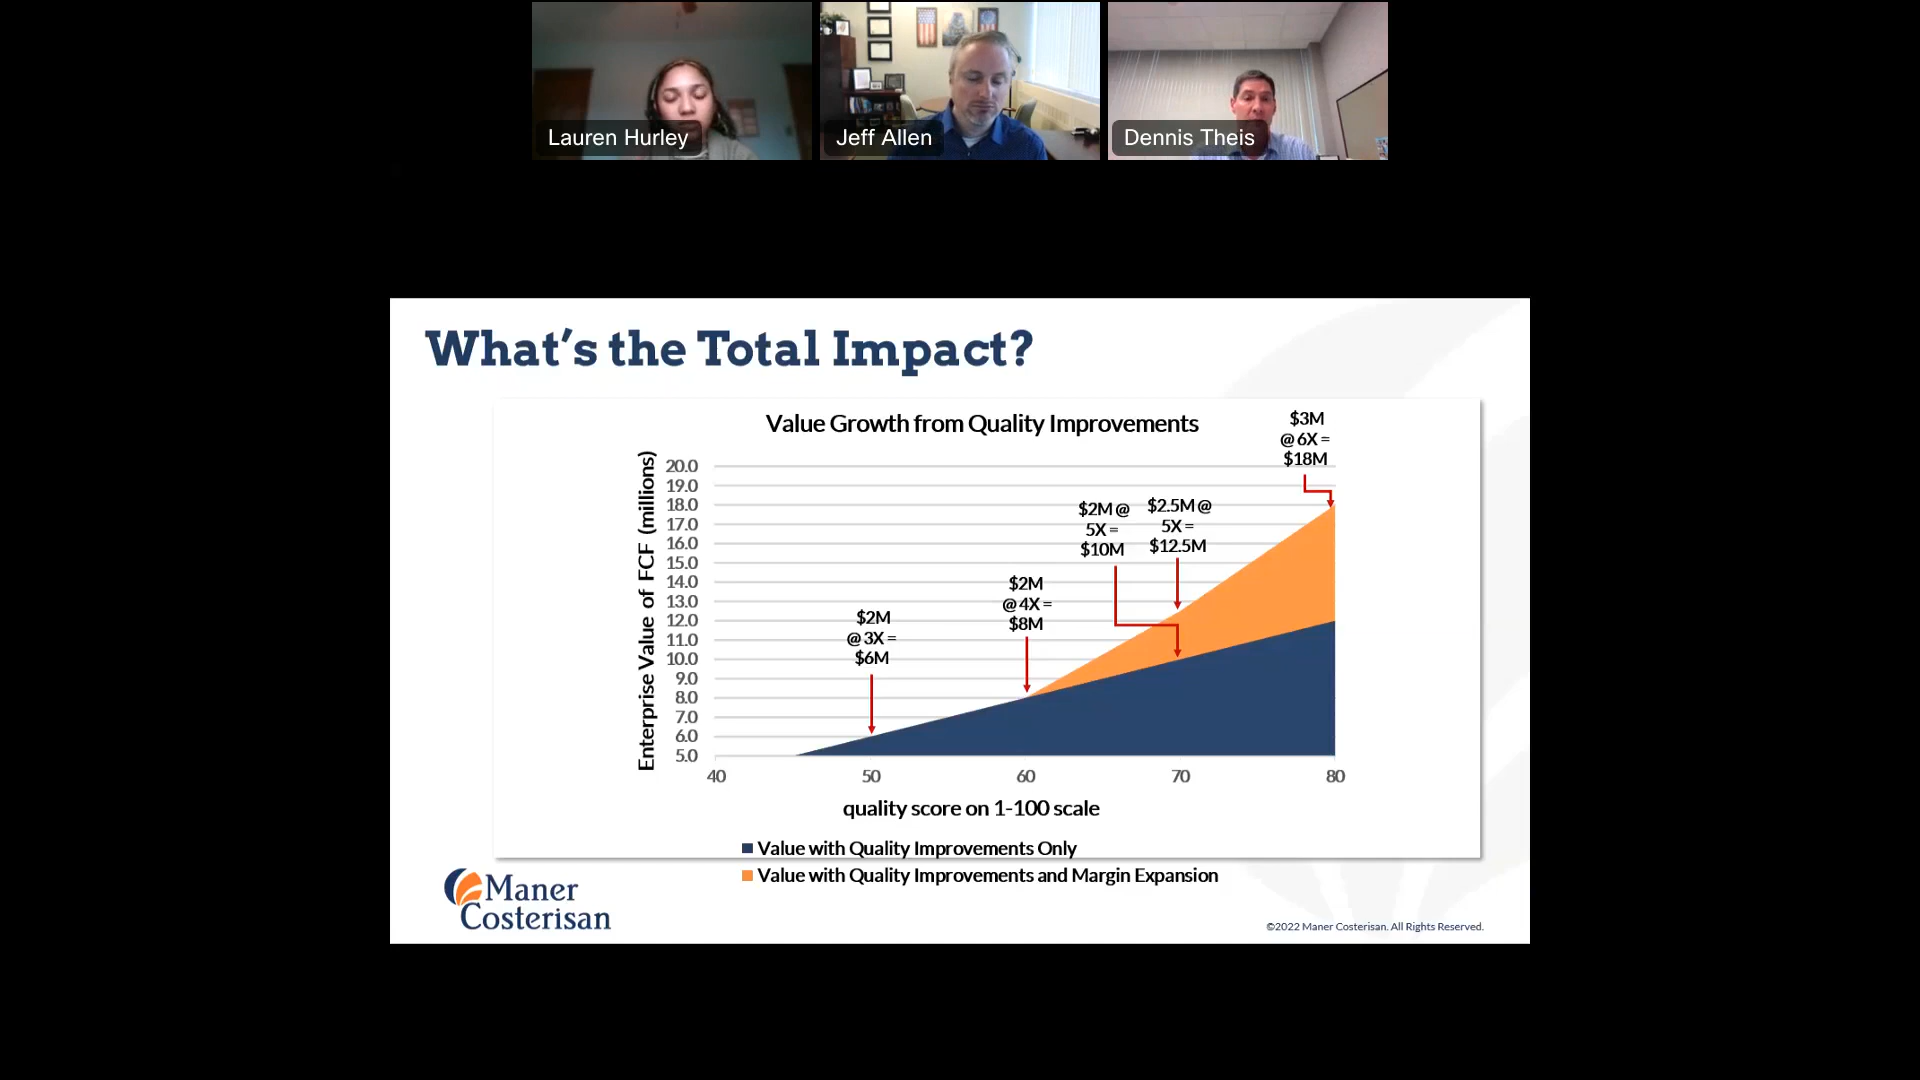 Lauren Hurley
Jeff Allen
Dennis Theis
What's the Total Impact?
Value Growth from Quality Improvements
Enterprise Value of FCF (millions)
20.0
19.0
18.0
17.0
16.0
15.0
14.0
13.0
12.0
11.0
10.0
9.0
8.0
7.0
6.0
5.0
$2M
@ 3X =
$6M
$2M
@ 4X =
$8M
$2M @
5X =
$10M
$2.5M @
5X =
$12.5M
$3M
@ 6X =
$18M
40
50
60
70
80
quality score on 1-100 scale
Value with Quality Improvements Only
Value with Quality Improvements and Margin Expansion
Maner
Costerisan
©2022 Maner Costerisan. All Rights Reserved.